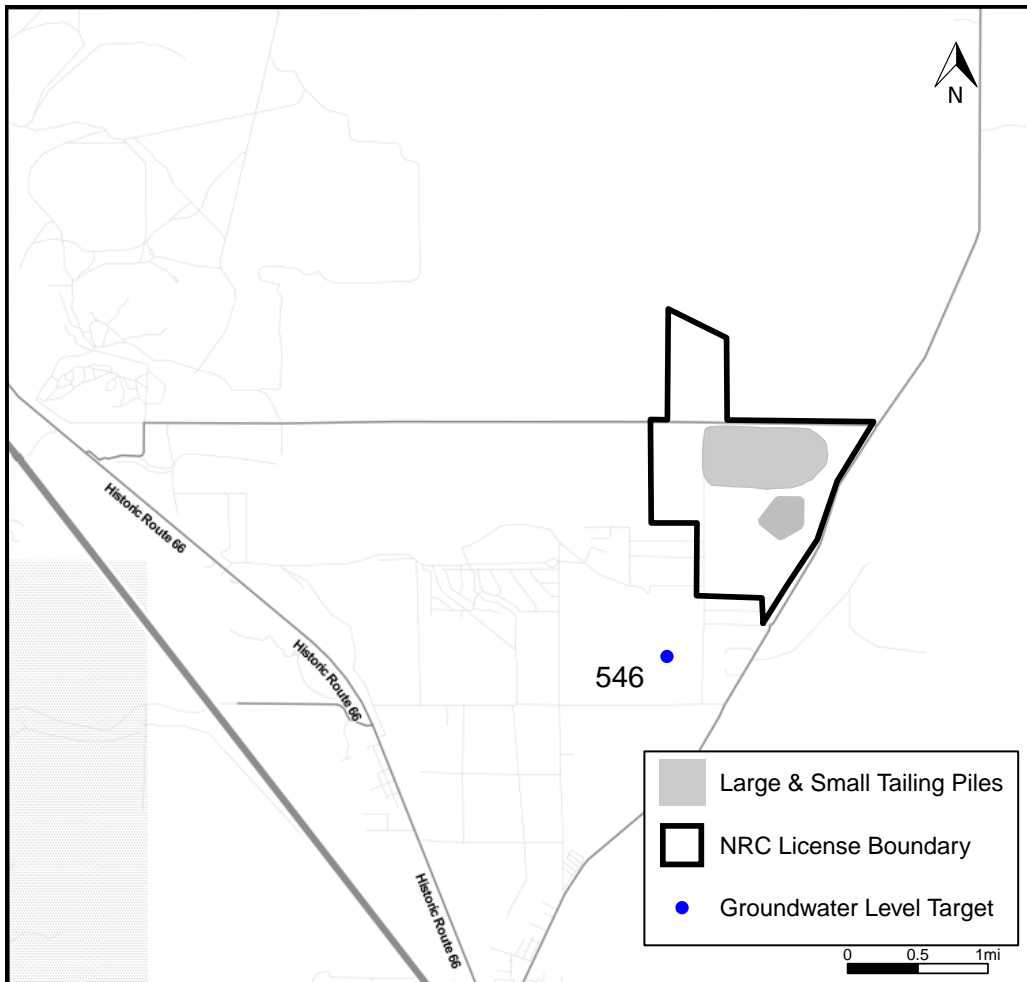 N
Historic Route 66
Historic Route 66
546
Historic Route 66
Large & Small Tailing Piles
NRC License Boundary
Groundwater Level Target
0 0.5 1mi